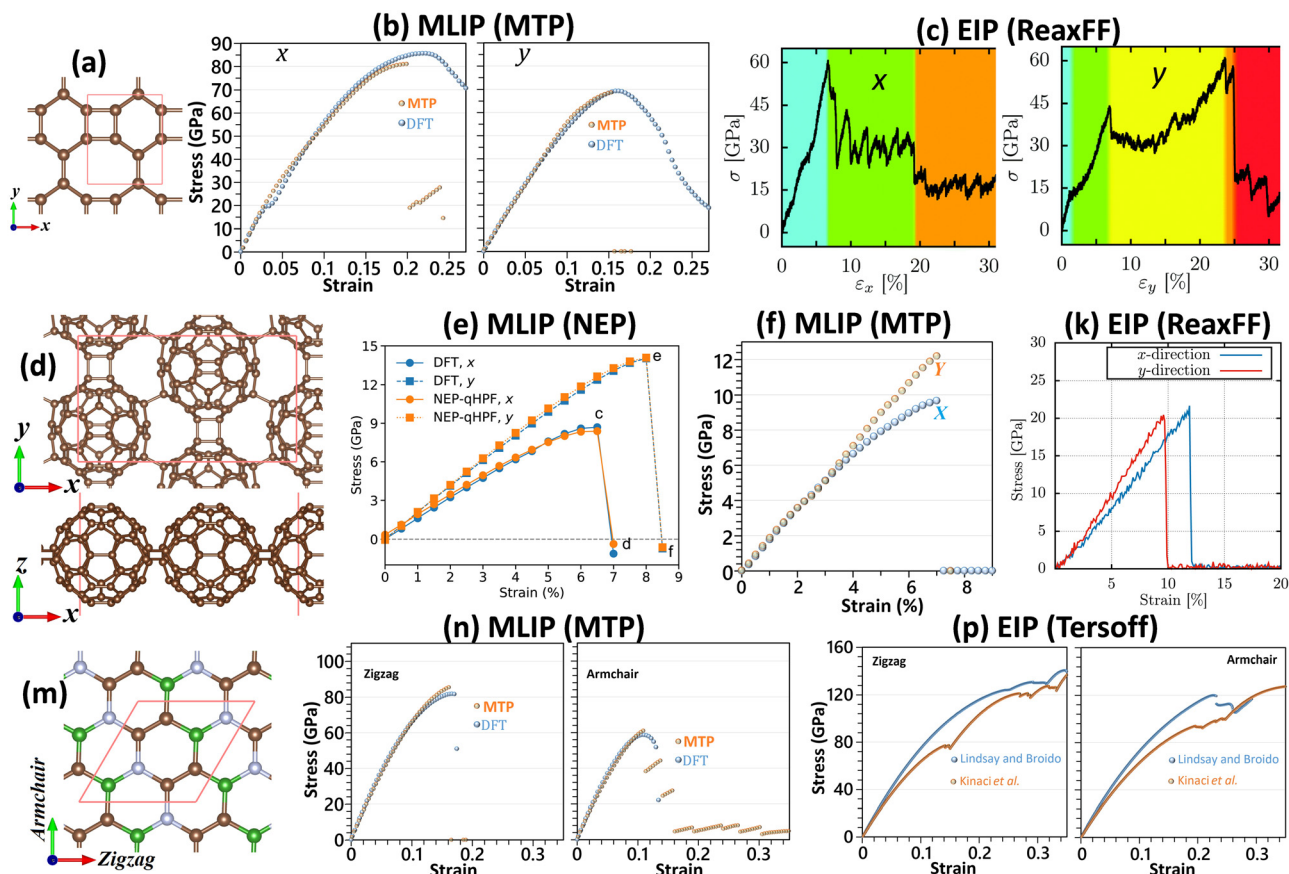 (a)
y
x
(b) MLIP (MTP)
Stress (GPa)
90
80
70
60
50
40
30
20
10
0
x
MTP
DFT
0
0.05
0.1
0.15
0.2
0.25
Strain
y
MTP
DFT
0
0.05
0.1
0.15
0.2
0.25
Strain
(c) EIP (ReaxFF)
σ [GPa]
60
45
30
15
0
x
0
10
20
30
εx [%]
σ [GPa]
60
45
30
15
0
y
0
10
20
30
εy [%]
(d)
y
x
z
x
(e) MLIP (NEP)
Stress (GPa)
15
12
9
6
3
0
DFT, x
DFT, y
NEP-qHPF, x
NEP-qHPF, y
c
d
e
f
0
1
2
3
4
5
6
7
8
9
Strain (%)
(f) MLIP (MTP)
Stress (GPa)
12
10
8
6
4
2
0
Y
X
0
2
4
6
8
Strain (%)
(k) EIP (ReaxFF)
Stress [GPa]
30
25
20
15
10
5
0
x-direction
y-direction
5
10
15
20
Strain [%]
(m)
Armchair
Zigzag
(n) MLIP (MTP)
Stress (GPa)
100
80
60
40
20
0
Zigzag
MTP
DFT
0
0.1
0.2
0.3
Strain
Armchair
MTP
DFT
0
0.1
0.2
0.3
Strain
(p) EIP (Tersoff)
Stress (GPa)
160
120
80
40
0
Zigzag
Lindsay and Broido
Kinaci et al.
0
0.1
0.2
0.3
Strain
Armchair
Lindsay and Broido
Kinaci et al.
0
0.1
0.2
0.3
Strain